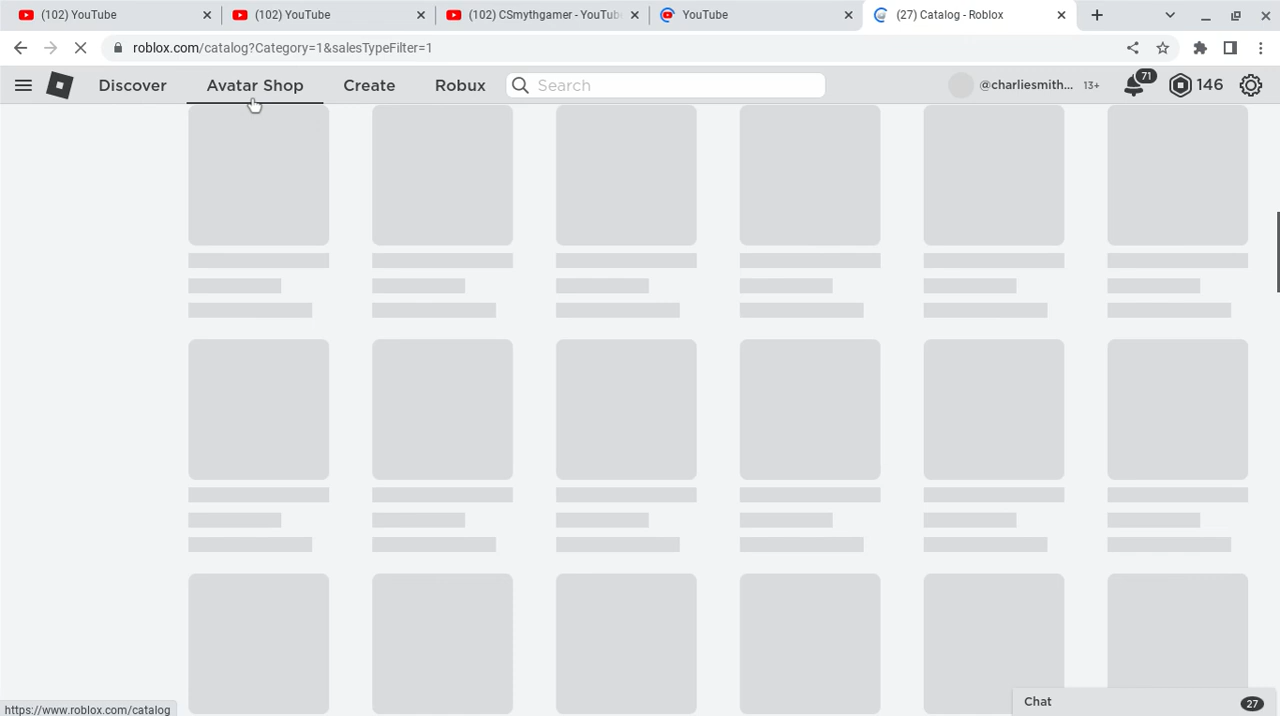 (102) YouTube
(102) YouTube
(102) CSmythgamer - YouTube
YouTube
(27) Catalog - Roblox
roblox.com/catalog?Category=1&salesTypeFilter=1
Discover
Avatar Shop
Create
Robux
Search
@charliesmith...
13+
71
146
https://www.roblox.com/catalog
Chat
27